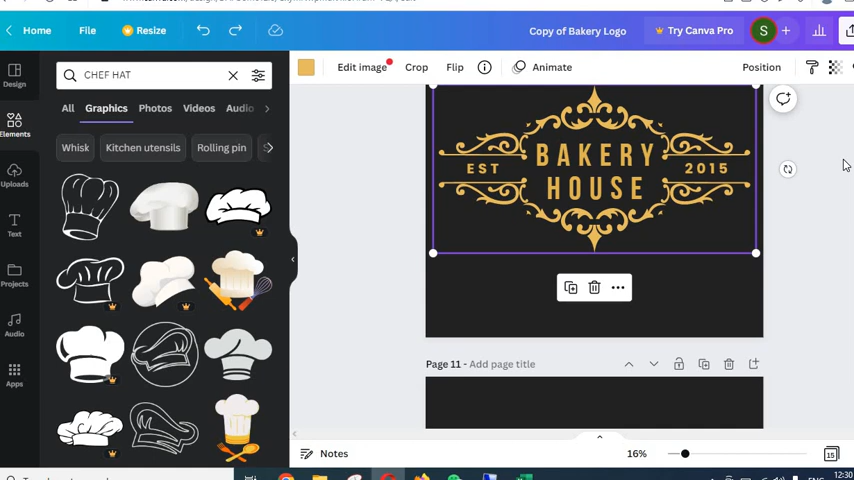 Home
File
Resize
Copy of Bakery Logo
Try Canva Pro
S
Design
Elements
Uploads
Text
Projects
Audio
Apps
CHEF HAT
All
Graphics
Photos
Videos
Audio
Whisk
Kitchen utensils
Rolling pin
Edit image
Crop
Flip
Animate
Position
BAKERY
EST
2015
HOUSE
Page 11 - Add page title
Notes
16%
15
12:30